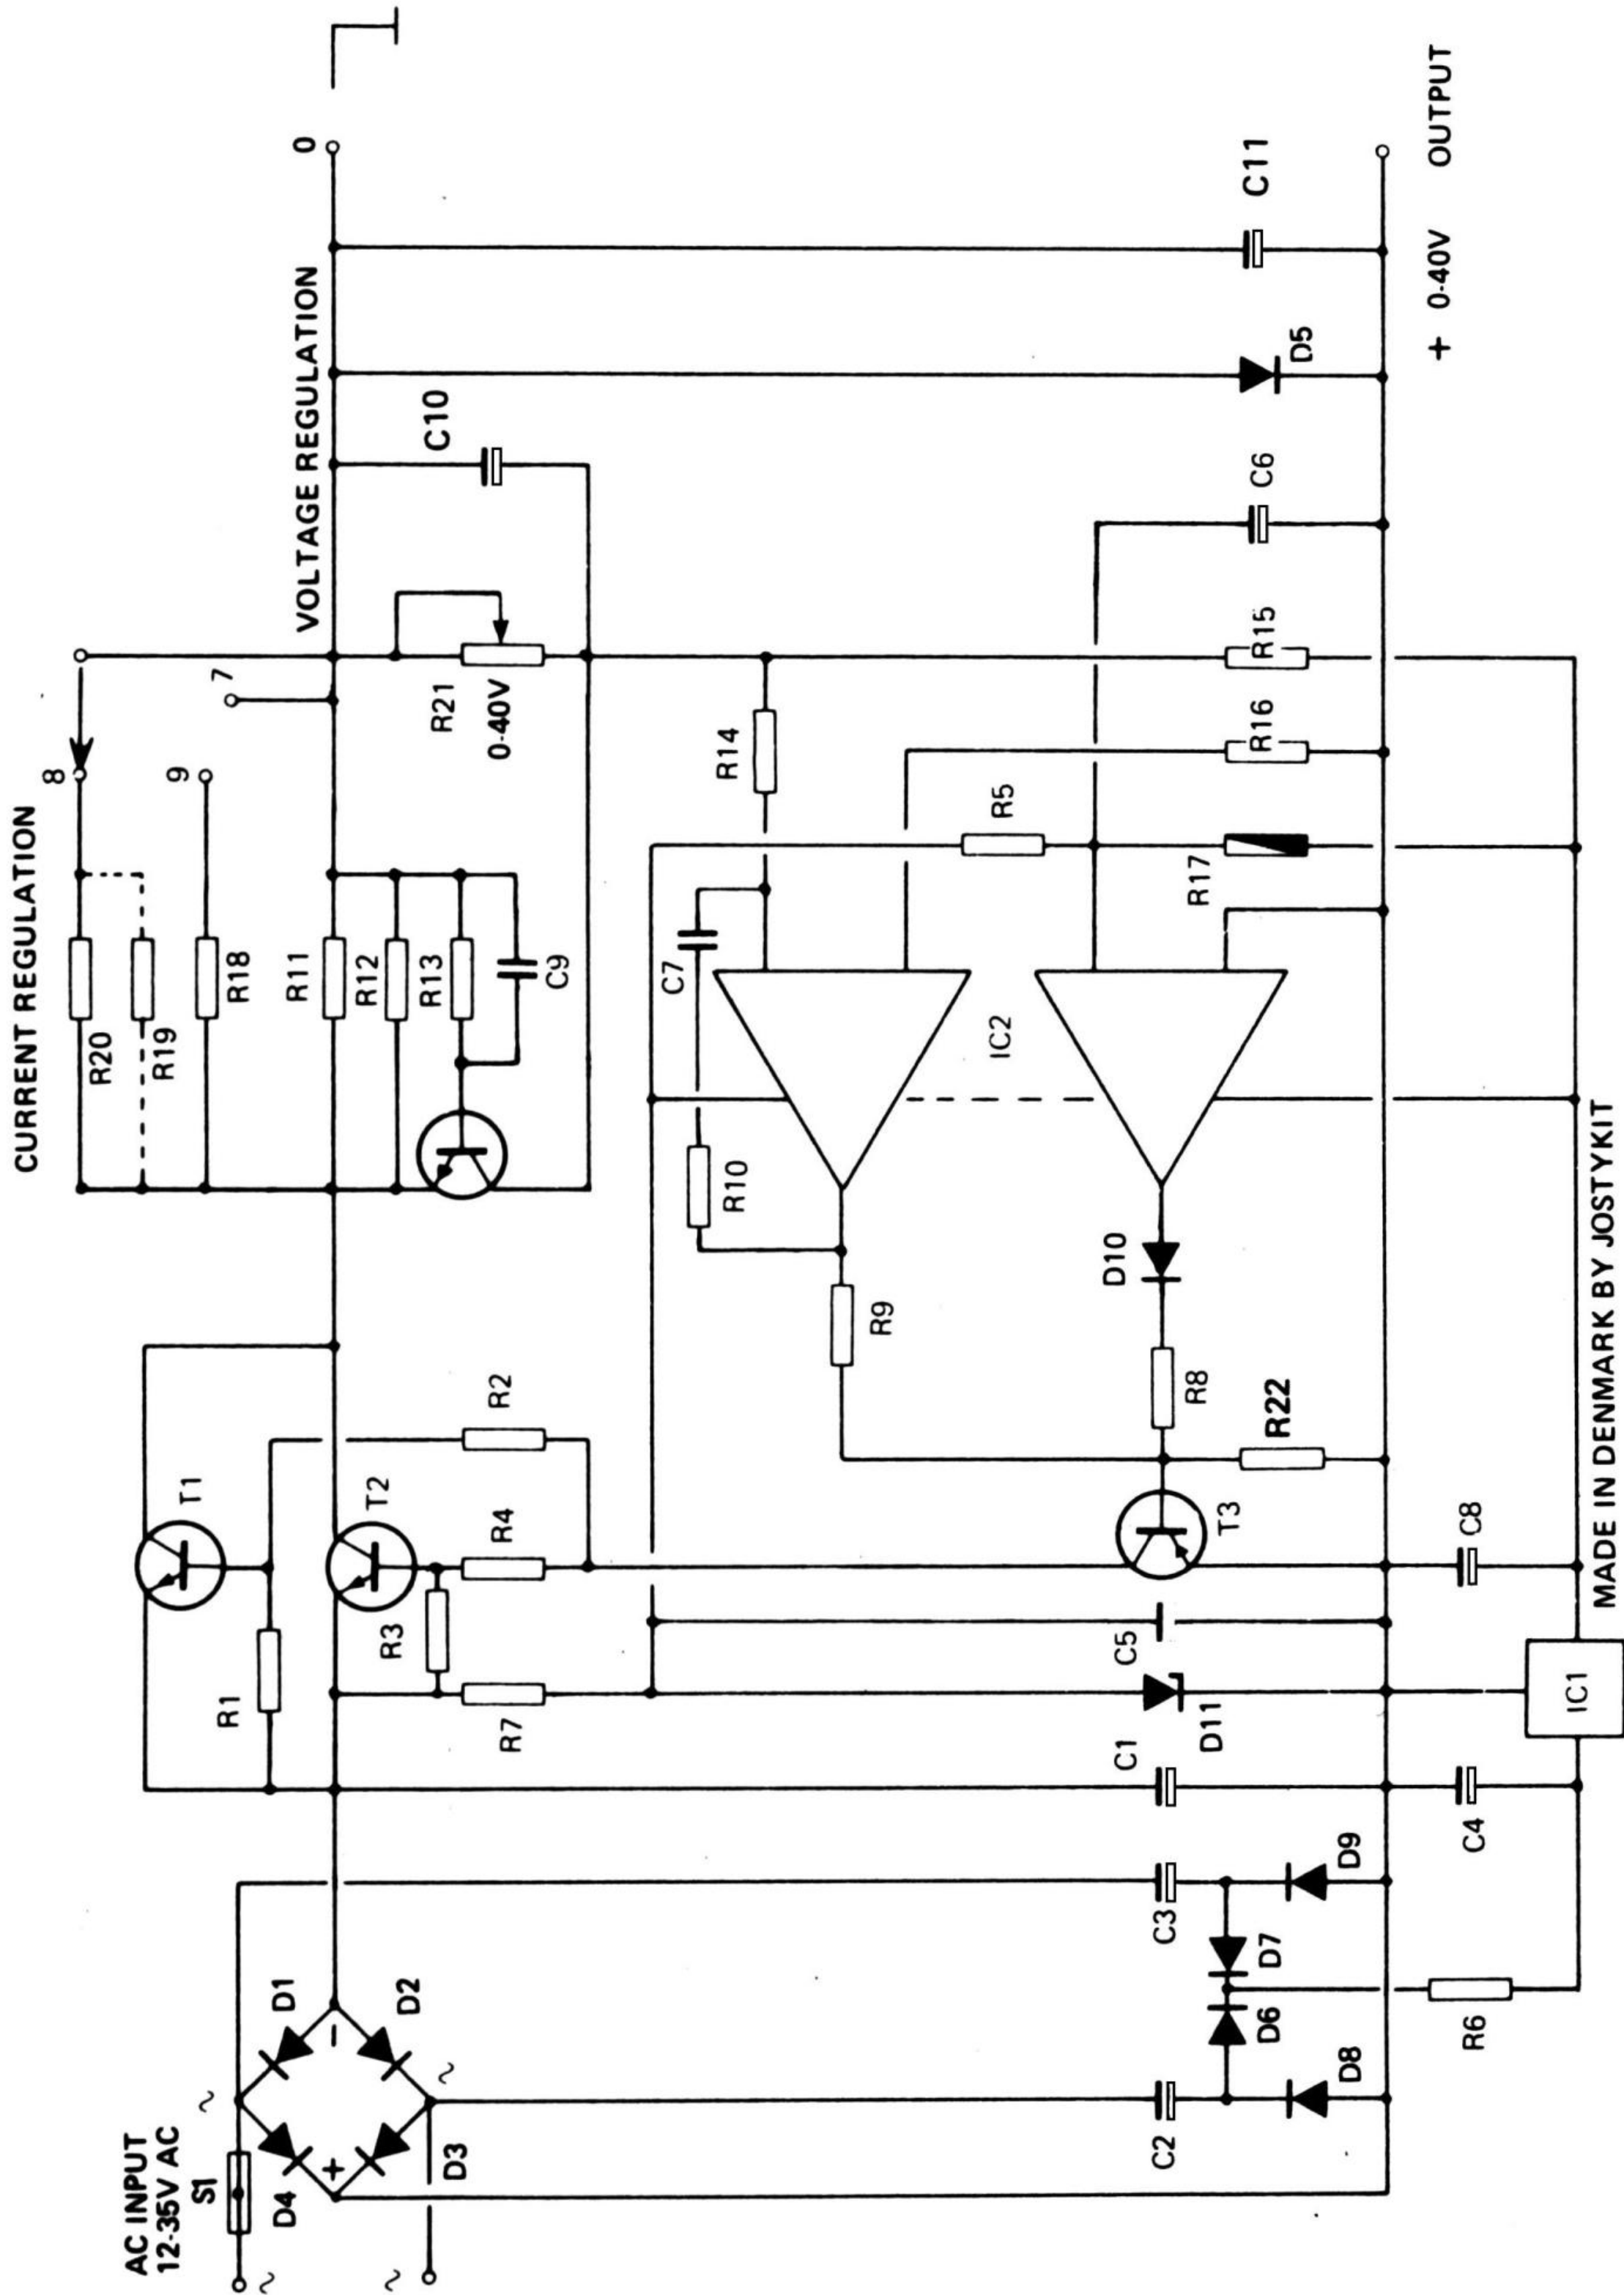 CURRENT REGULATION
R20
R19
R18
8
9
7
0
VOLTAGE REGULATION
R11
R12
R13
C9
R21
0-40V
C10
T1
T2
R1
R2
R3
R4
R7
AC INPUT
12-35V AC
S1
~
~
~
~
D1
D2
D3
D4
+
−
C7
R14
R10
R9
IC2
R5
R17
R16
R15
C6
D5
C11
D10
R8
R22
T3
C5
D11
C1
C3
C2
D7
D6
D9
D8
C4
C8
R6
IC1
+ 0-40V OUTPUT
MADE IN DENMARK BY JOSTYKIT